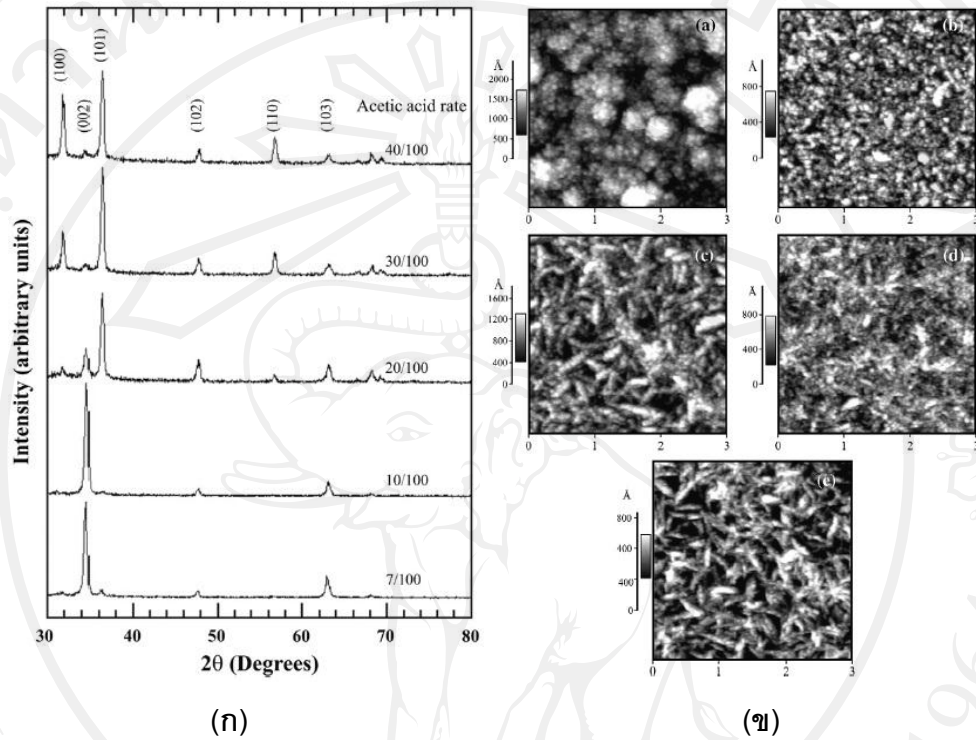 (100)
(002)
(101)
(102)
(110)
(103)
Acetic acid rate
40/100
30/100
20/100
10/100
7/100
Intensity (arbitrary units)
30 40 50 60 70 80
2θ (Degrees)
(ก)
(a)
Å
2000
1500
1000
500
0
0 1 2 3
(b)
Å
800
400
0
0 1 2 3
(c)
Å
1600
1200
800
400
0
0 1 2 3
(d)
Å
800
400
0
0 1 2 3
(e)
Å
800
400
400
0
0 1 2 3
(ข)